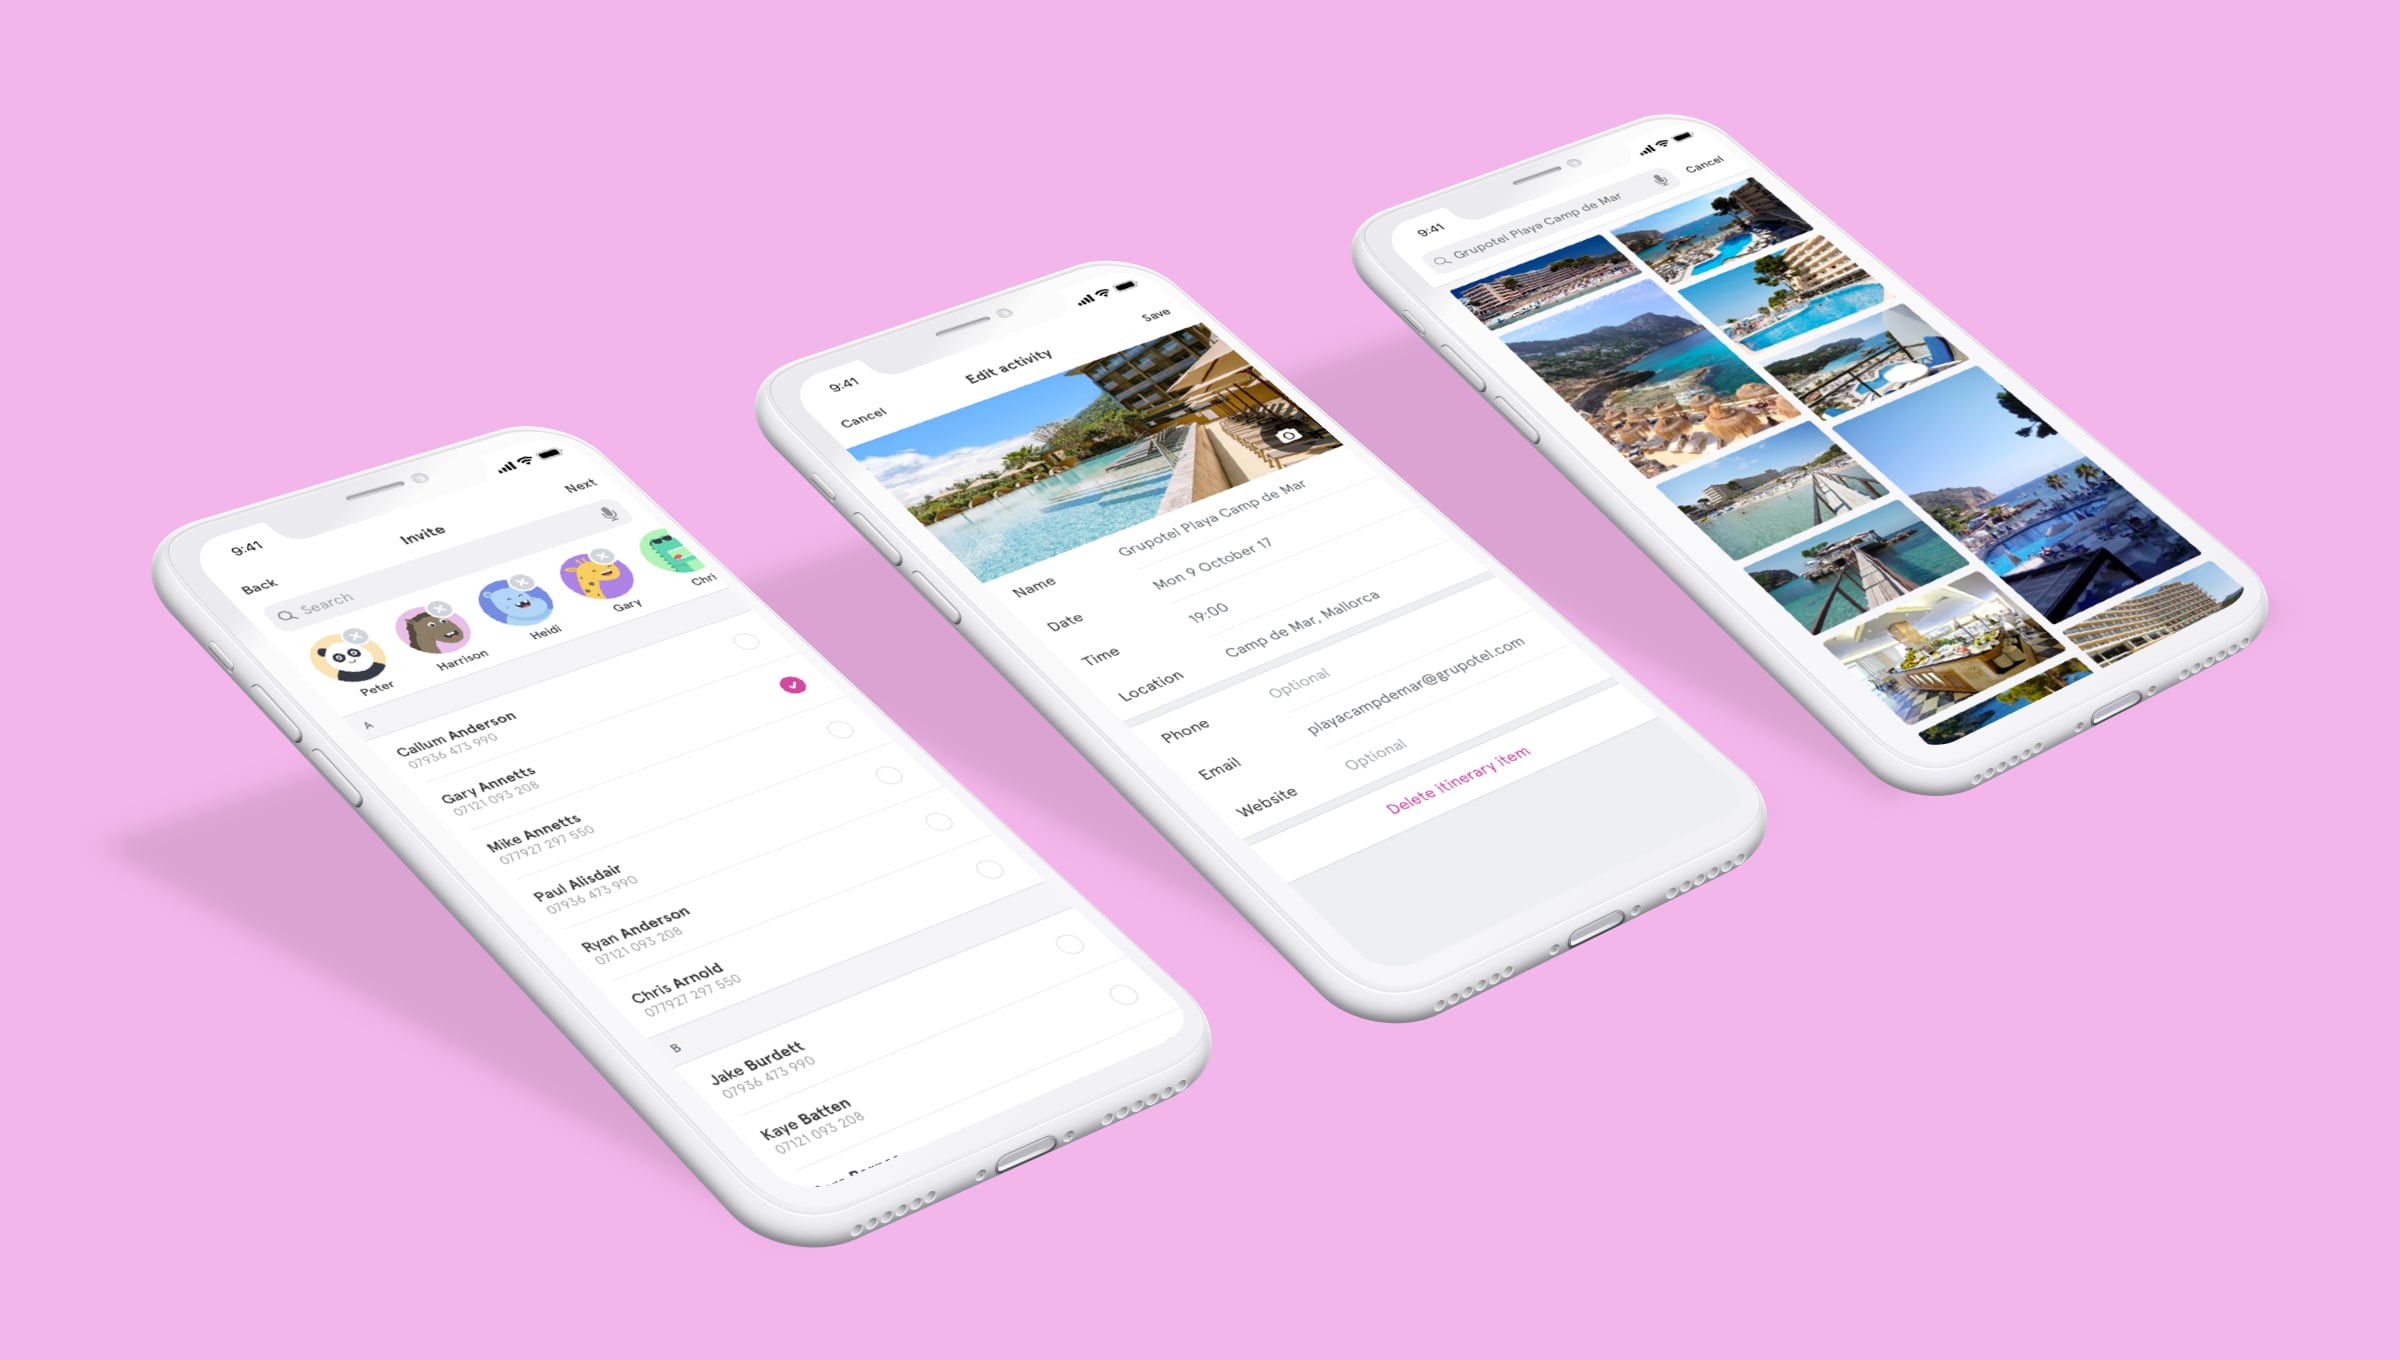 9:41
Back
Invite
Next
Search
Peter
Harrison
Heidi
Gary
A
Callum Anderson
07936 473 990
Gary Annetts
07121 093 208
Mike Annetts
077927 297 550
Paul Alisdair
07936 473 990
Ryan Anderson
07121 093 208
Chris Arnold
077927 297 550
B
Jake Burdett
07936 473 990
Kaye Batten
07121 093 208
9:41
Cancel
Edit activity
Save
Name Grupotel Playa Camp de Mar
Date Mon 9 October 17
Time 19:00
Location Camp de Mar, Mallorca
Phone Optional
Email playacampdemar@grupotel.com
Website Optional
Delete itinerary item
9:41
Grupotel Playa Camp de Mar
Cancel